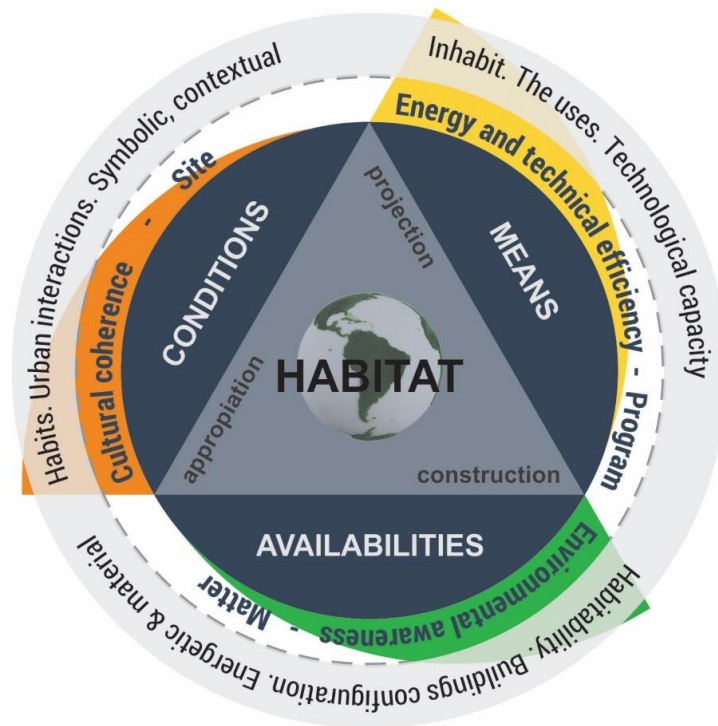 Habits. Urban interactions. Symbolic, contextual
Inhabit. The uses. Technological capacity
Habitability. Buildings configuration. Energetic & material
Cultural coherence - Site
Energy and technical efficiency - Program
Environmental awareness - Matter
CONDITIONS
MEANS
AVAILABILITIES
projection
appropiation
construction
HABITAT